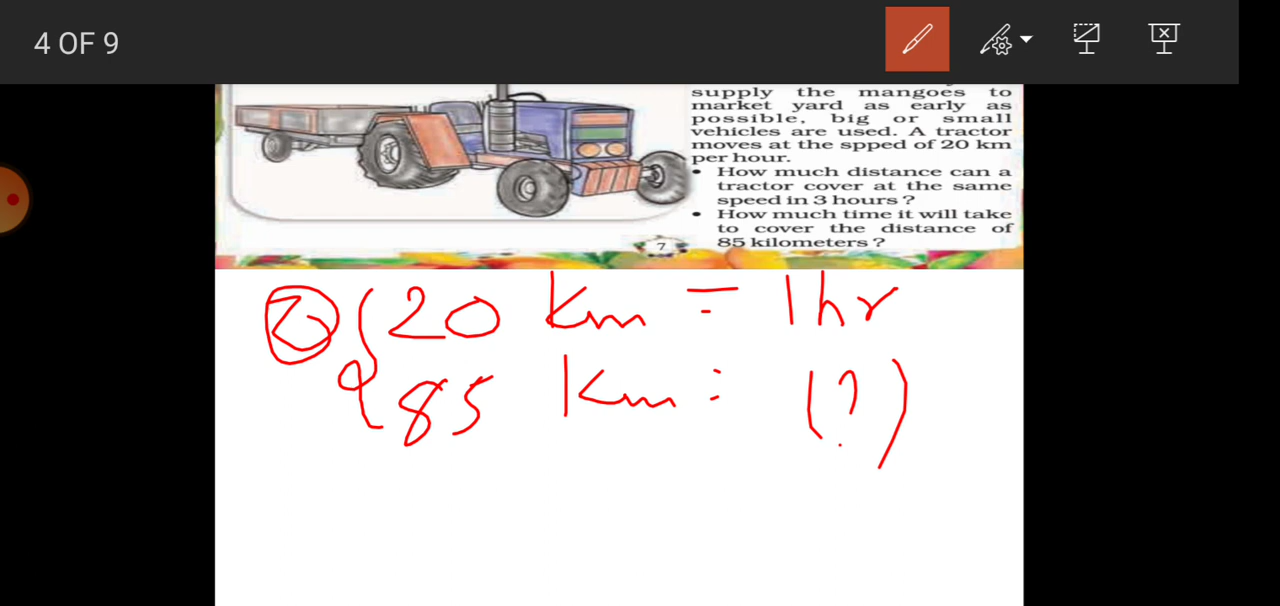 4 OF 9
supply the mangoes to
market yard as early as
possible, big or small
vehicles are used. A tractor
moves at the spped of 20 km
per hour.
• How much distance can a
tractor cover at the same
speed in 3 hours ?
• How much time it will take
to cover the distance of
85 kilometers ?
7
② 20 km = 1 hr
85 km = (?)